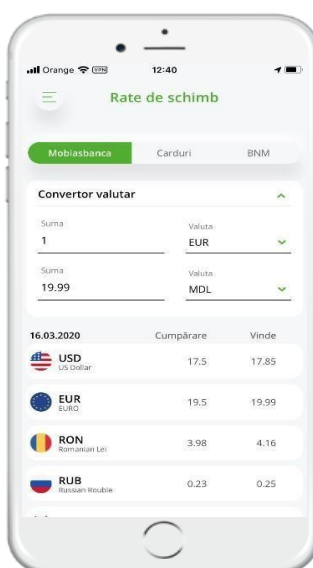 Orange VPN 12:40
Rate de schimb
Mobiasbanca Carduri BNM
Convertor valutar
Suma Valuta
1 EUR
Suma Valuta
19.99 MDL
16.03.2020 Cumpărare Vinde
USD
US Dollar 17.5 17.85
EUR
EURO 19.5 19.99
RON
Romanian Lei 3.98 4.16
RUB
Russian Rouble 0.23 0.25